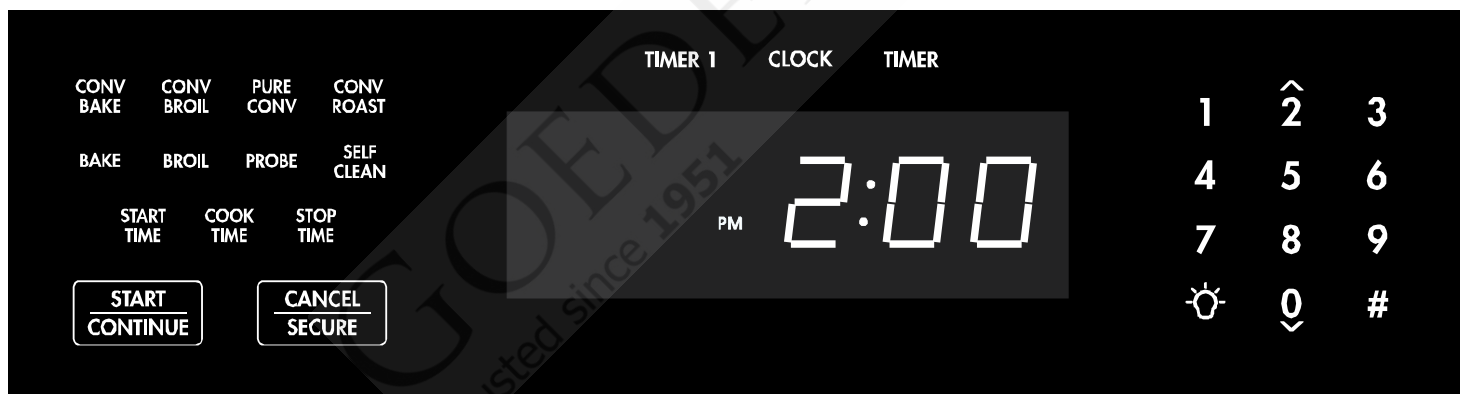 TIMER 1 CLOCK TIMER
CONV BAKE
CONV BROIL
PURE CONV
CONV ROAST
BAKE
BROIL
PROBE
SELF CLEAN
START TIME
COOK TIME
STOP TIME
START
CONTINUE
CANCEL
SECURE
PM 2:00
1 2 3
4 5 6
7 8 9
0 #
GOED
usted since 1951